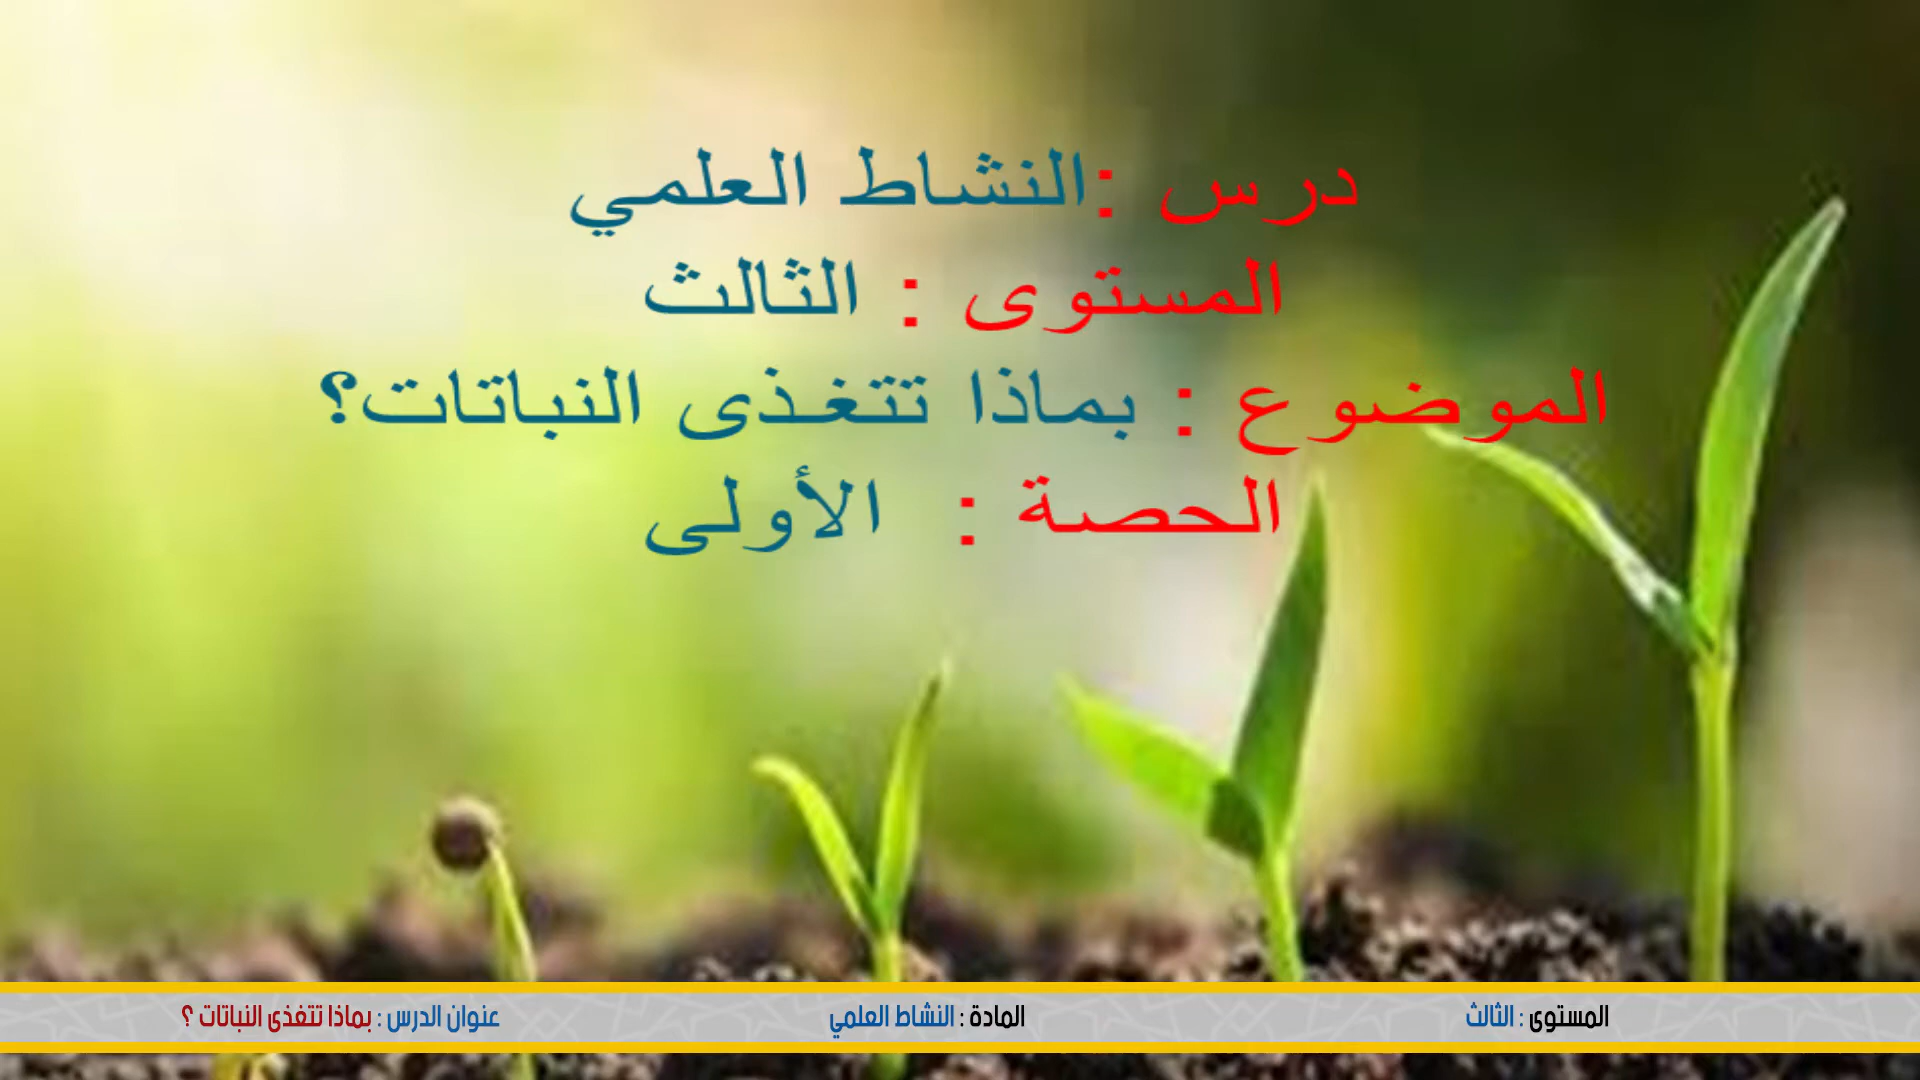 درس :النشاط العلمي
المستوى : الثالث
الموضوع : بماذا تتغذى النباتات؟
الحصة : الأولى
المستوى : الثالث
المادة : النشاط العلمي
عنوان الدرس : بماذا تتغذى النباتات ؟